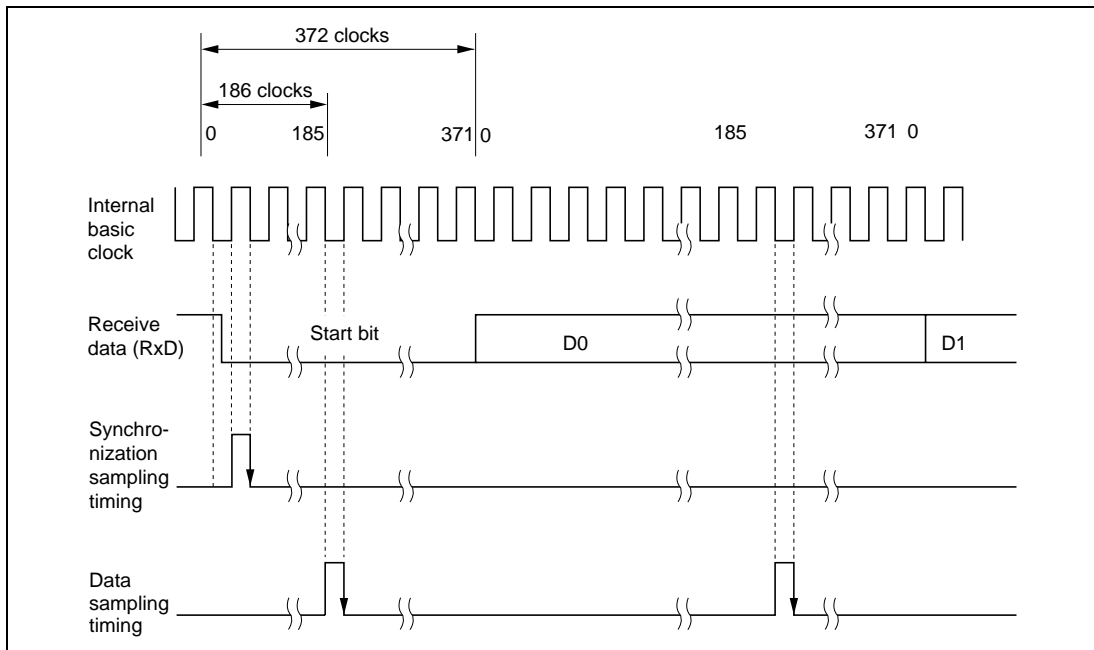 372 clocks
186 clocks
0 185 371 0 185 371 0
Internal
basic
clock
Receive
data (RxD)
Start bit
D0
D1
Synchro-
nization
sampling
timing
Data
sampling
timing